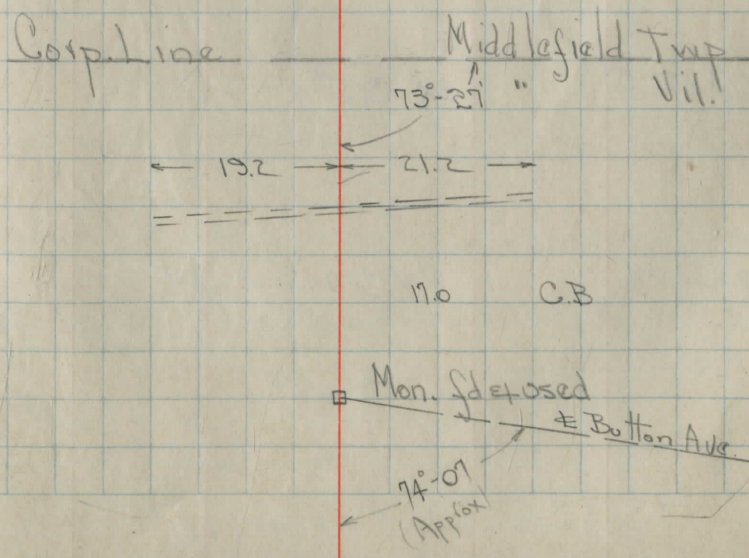 Corp. Line Middlefield Twp
" Vil.
73°-27'
19.2 21.2
17.0 C.B
Mon. fd & used
℄ Button Ave.
74°-07
(Approx)